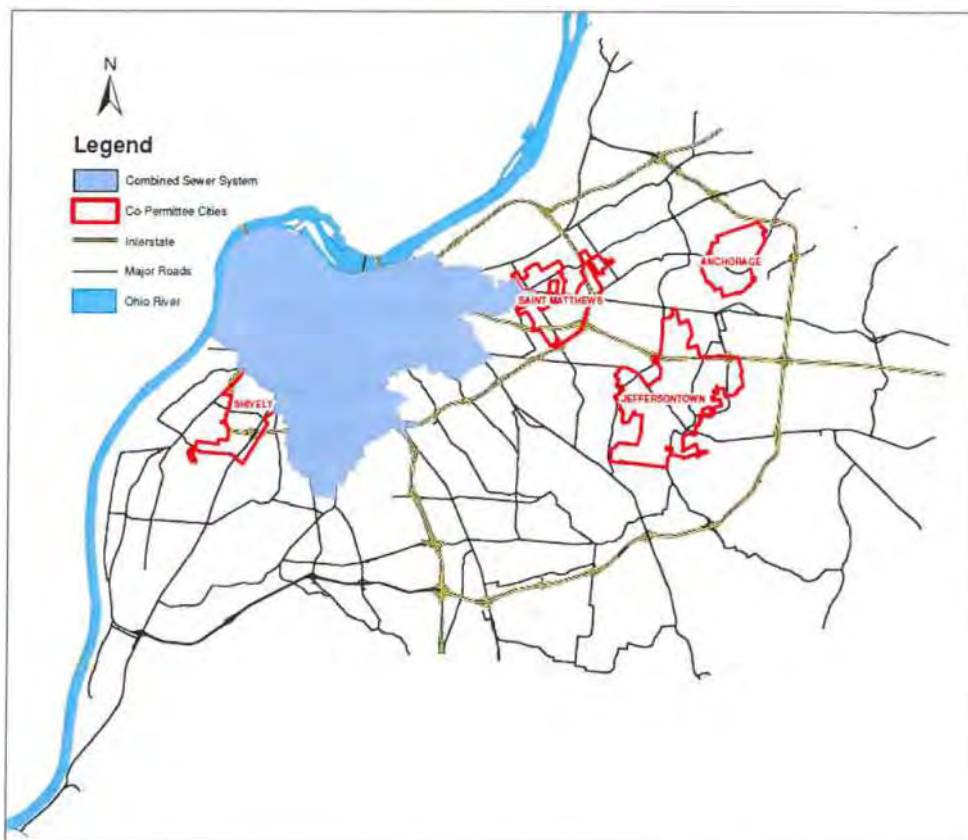 N
Legend
Combined Sewer System
Co-Permittee Cities
Interstate
Major Roads
Ohio River
ANCHORAGE
SAINT MATTHEWS
JEFFERSONTOWN
SHIVELY